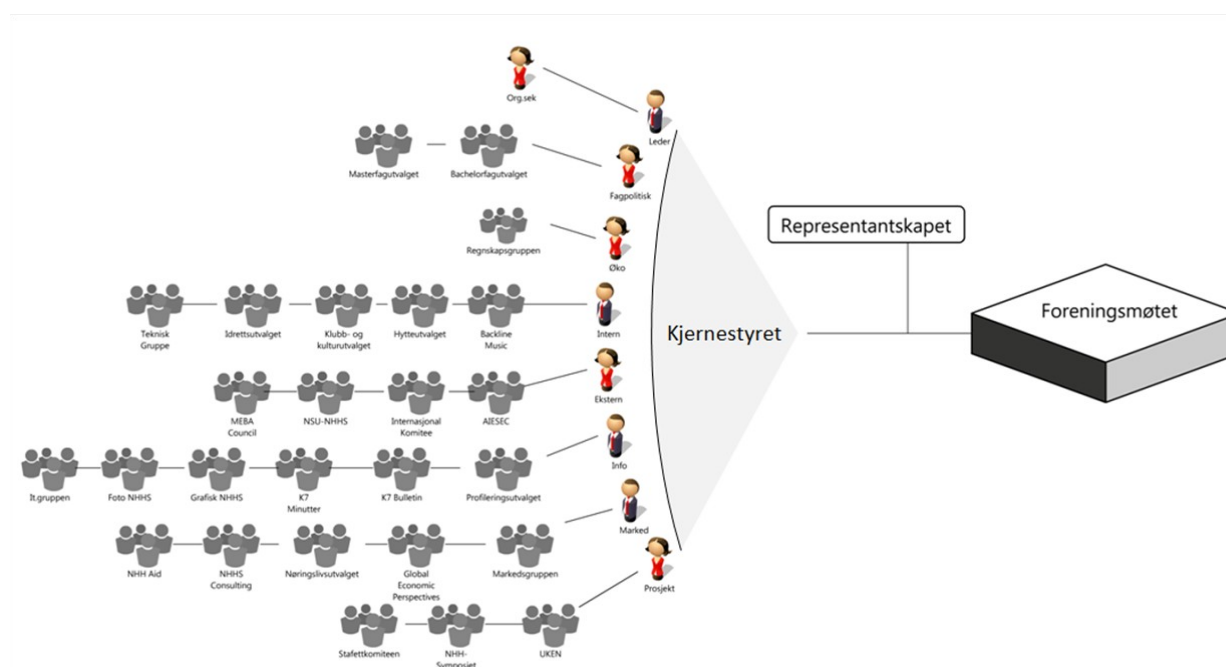 Org.sek
Leder
Masterfagutvalget
Bachelorfagutvalget
Fagpolitisk
Representantskapet
Regnskapsgruppen
Øko
Foreningsmøtet
Teknisk
Gruppe
Idrettsutvalget
Klubb- og
kulturutvalget
Hytteutvalget
Backline
Music
Intern
Kjernestyret
MEBA
Council
NSU-NHHS
Internasjonal
Komitee
AIESEC
Ekstern
It.gruppen
Foto NHHS
Grafisk NHHS
K7
Minutter
K7 Bulletin
Profileringsutvalget
Info
NHH Aid
NHHS
Consulting
Nøringslivsutvalget
Global
Economic
Perspectives
Markedsgruppen
Marked
Stafettkomiteen
NHH-
Symposiet
UKEN
Prosjekt